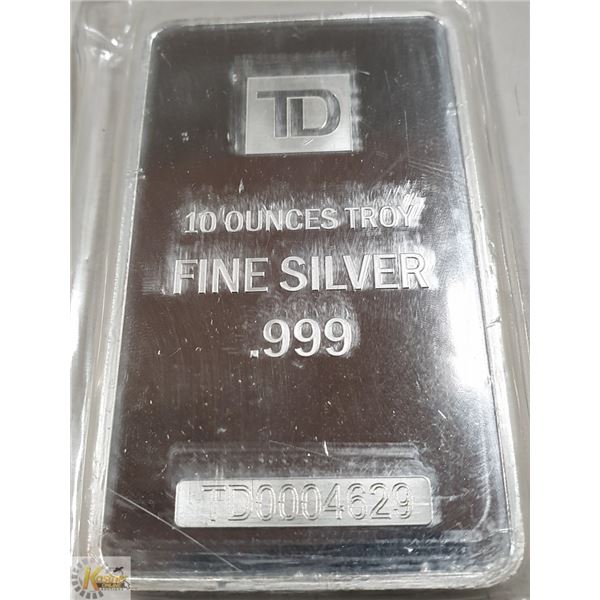 TD
10 OUNCES TROY
FINE SILVER
.999
TD0004629